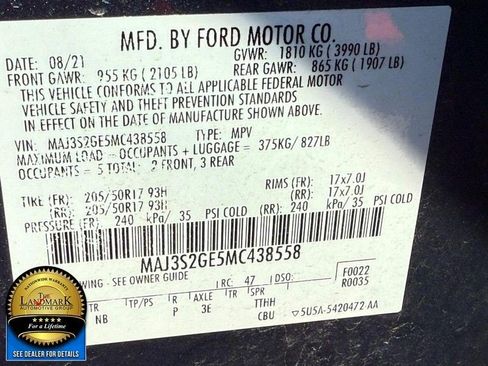 MFD. BY FORD MOTOR CO.
DATE: 08/21 GVWR: 1810 KG ( 3990 LB)
FRONT GAWR: 955 KG ( 2105 LB) REAR GAWR: 865 KG ( 1907 LB)
THIS VEHICLE CONFORMS TO ALL APPLICABLE FEDERAL MOTOR
VEHICLE SAFETY AND THEFT PREVENTION STANDARDS
IN EFFECT ON THE DATE OF MANUFACTURE SHOWN ABOVE.
VIN: MAJ3S2GE5MC438558 TYPE: MPV
MAXIMUM LOAD = OCCUPANTS + LUGGAGE = 375KG/ 827LB
OCCUPANTS = 5 TOTAL: 2 FRONT, 3 REAR
TIRE (FR): 205/50R17 93H RIMS (FR): 17x7.0J
(RR): 205/50R17 93H (RR): 17x7.0J
PRESSURE (FR): 240 kPa/ 35 PSI COLD (RR): 240 kPa/ 35 PSI COLD
MAJ3S2GE5MC438558
WING - SEE OWNER GUIDE
RC: 47 DSO: F0022
R0035
INT TR TP/PS R AXLE TR SPR
NB P 3E TTHH
CBU 5U5A-5420472 AA
NATIONWIDE WARRANTY
The
LANDMARK
AUTOMOTIVE GROUP
For a Lifetime
SEE DEALER FOR DETAILS